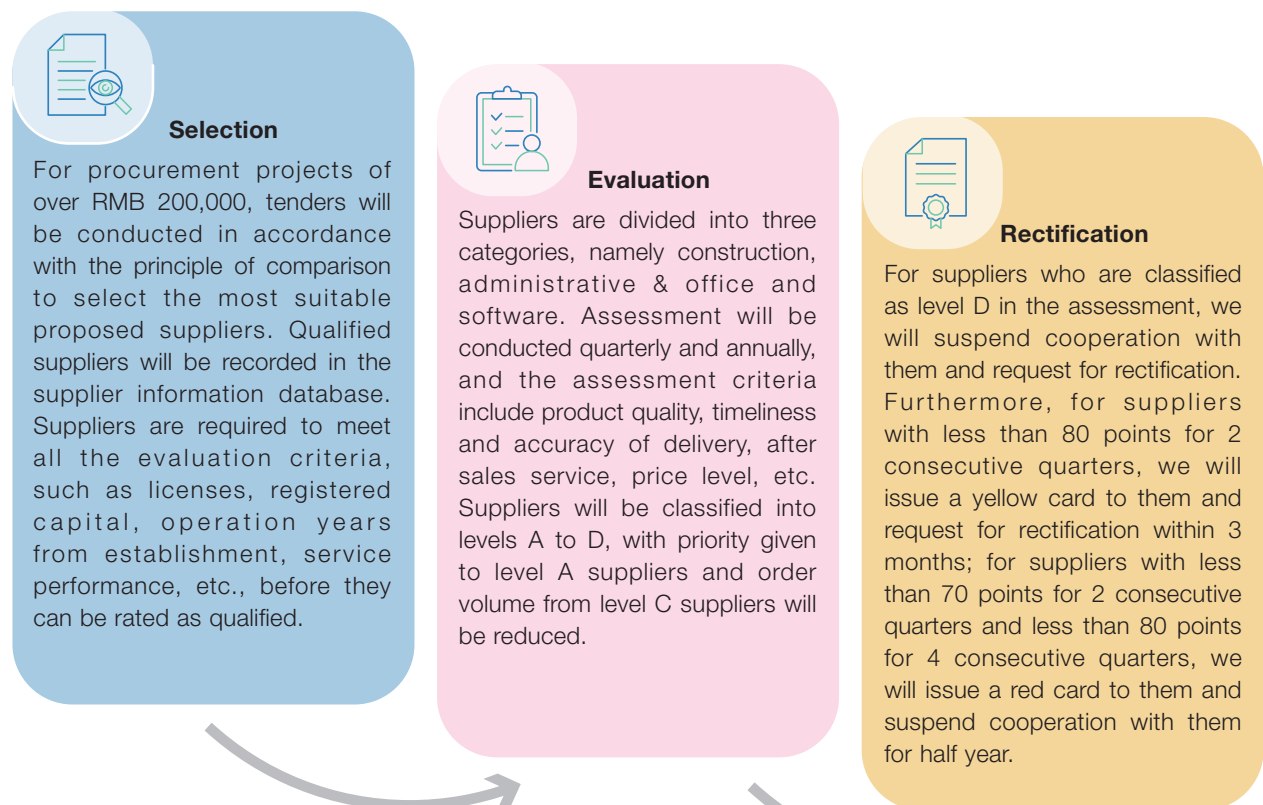 Selection
For procurement projects of
over RMB 200,000, tenders will
be conducted in accordance
with the principle of comparison
to select the most suitable
proposed suppliers. Qualified
suppliers will be recorded in the
supplier information database.
Suppliers are required to meet
all the evaluation criteria,
such as licenses, registered
capital, operation years
from establishment, service
performance, etc., before they
can be rated as qualified.
Evaluation
Suppliers are divided into three
categories, namely construction,
administrative & office and
software. Assessment will be
conducted quarterly and annually,
and the assessment criteria
include product quality, timeliness
and accuracy of delivery, after
sales service, price level, etc.
Suppliers will be classified into
levels A to D, with priority given
to level A suppliers and order
volume from level C suppliers will
be reduced.
Rectification
For suppliers who are classified
as level D in the assessment, we
will suspend cooperation with
them and request for rectification.
Furthermore, for suppliers
with less than 80 points for 2
consecutive quarters, we will
issue a yellow card to them and
request for rectification within 3
months; for suppliers with less
than 70 points for 2 consecutive
quarters and less than 80 points
for 4 consecutive quarters, we
will issue a red card to them and
suspend cooperation with them
for half year.